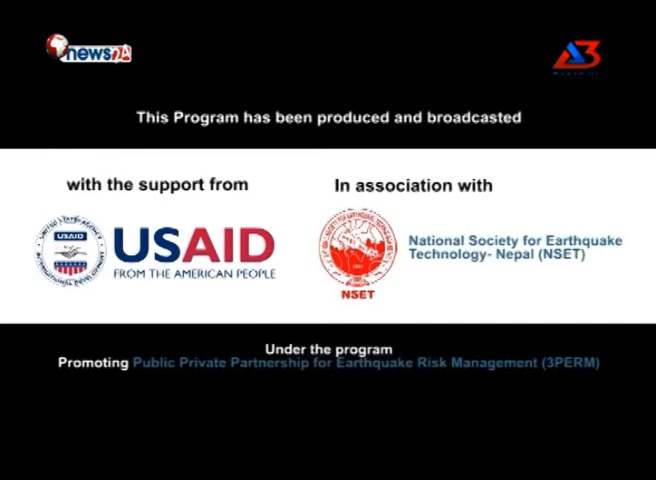 news24
A3
This Program has been produced and broadcasted
with the support from
In association with
USAID
USAID
FROM THE AMERICAN PEOPLE
National Society for Earthquake
Technology- Nepal (NSET)
NSET
Under the program
Promoting Public Private Partnership for Earthquake Risk Management (3PERM)